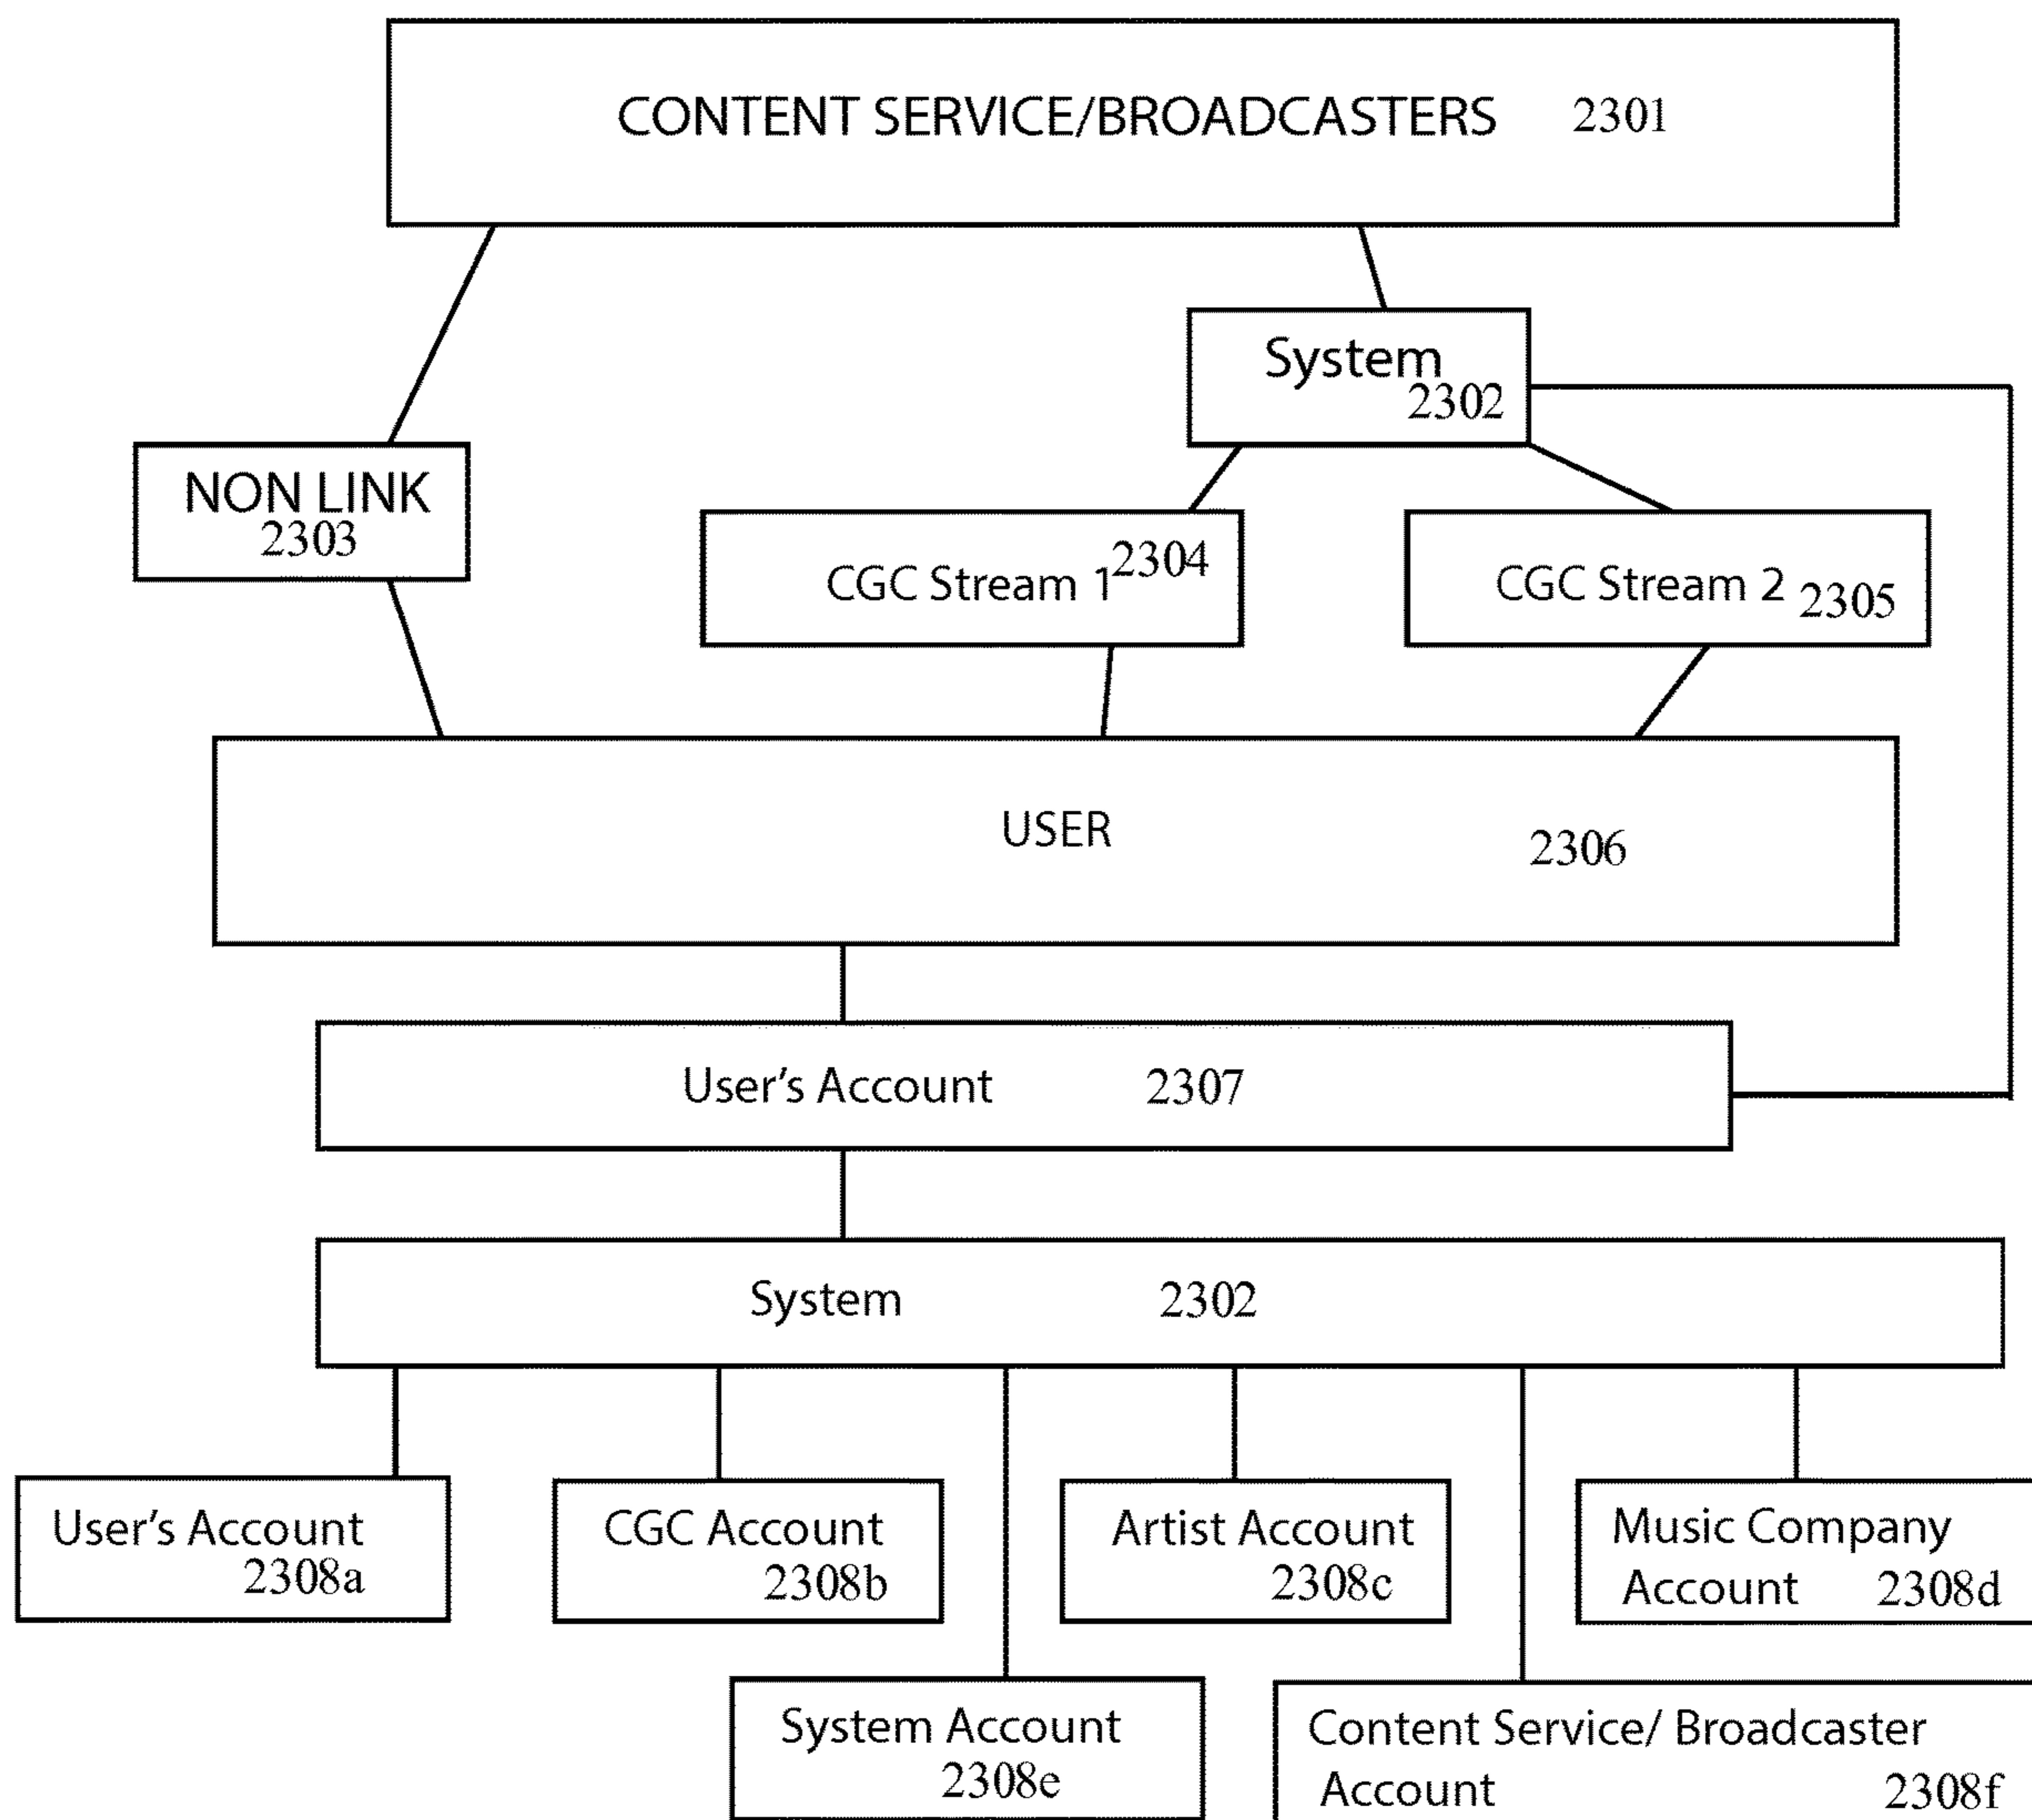 CONTENT SERVICE/BROADCASTERS 2301
System
2302
NON LINK
2303
CGC Stream 1 2304
CGC Stream 2 2305
USER 2306
User's Account 2307
System 2302
User's Account
2308a
CGC Account
2308b
Artist Account
2308c
Music Company
Account 2308d
System Account
2308e
Content Service/ Broadcaster
Account 2308f